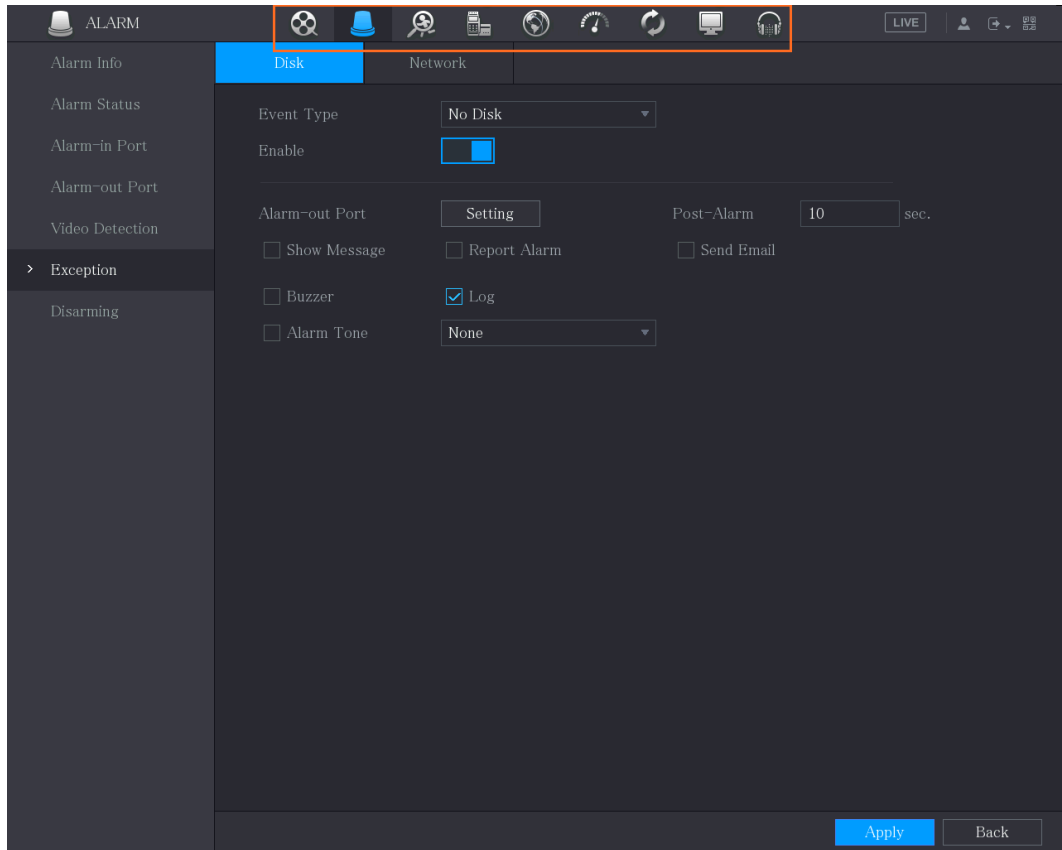 ALARM
LIVE
Alarm Info
Disk
Network
Alarm Status
Event Type
No Disk
Alarm-in Port
Enable
Alarm-out Port
Alarm-out Port
Setting
Post-Alarm
10
sec.
Video Detection
Show Message
Report Alarm
Send Email
Exception
Buzzer
Log
Disarming
Alarm Tone
None
Apply
Back